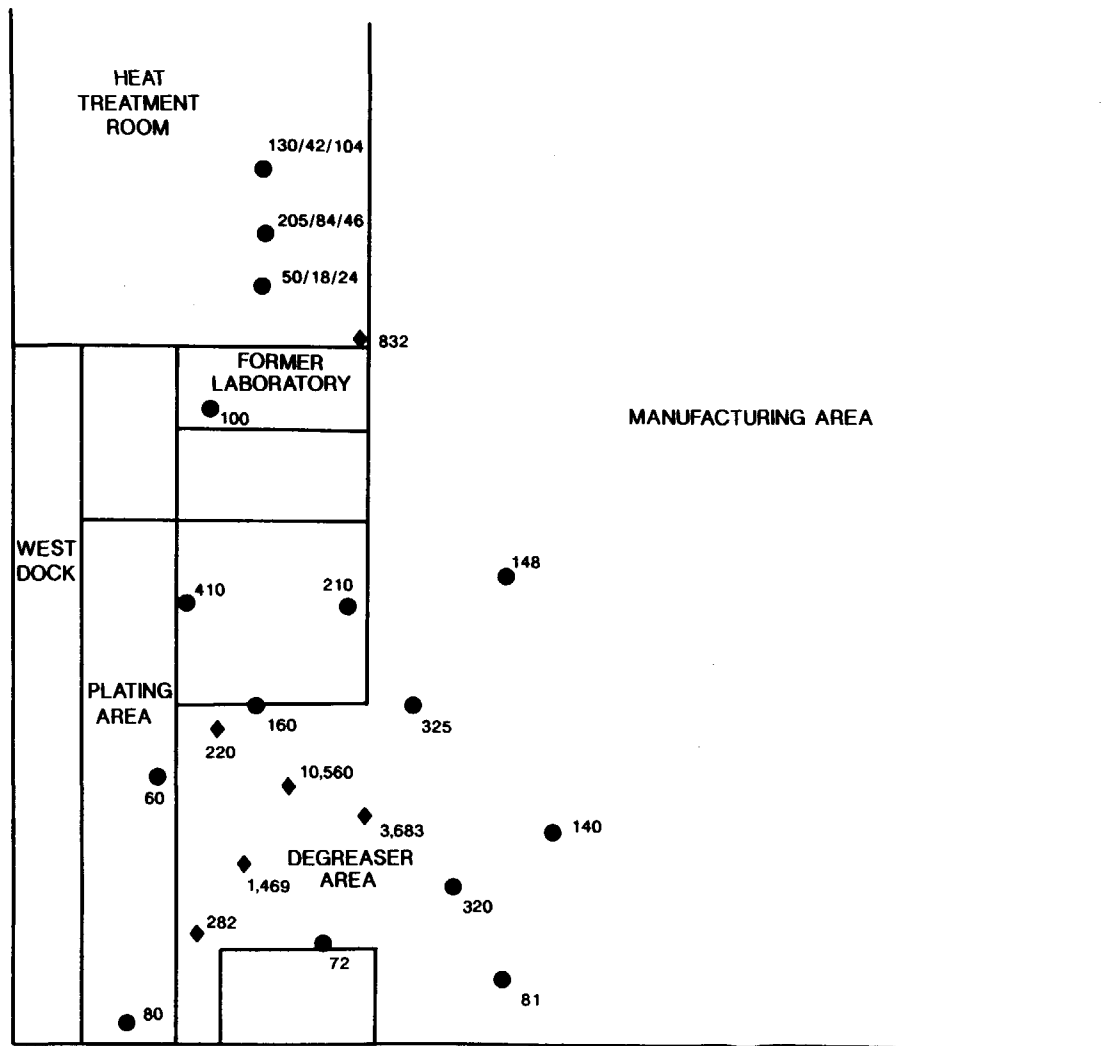 HEAT
TREATMENT
ROOM
130/42/104
205/84/46
50/18/24
832
FORMER
LABORATORY
100
MANUFACTURING AREA
WEST
DOCK
148
410
210
PLATING
AREA
160
325
220
10,560
60
3,683
140
DEGREASER
AREA
1,469
320
282
72
81
80